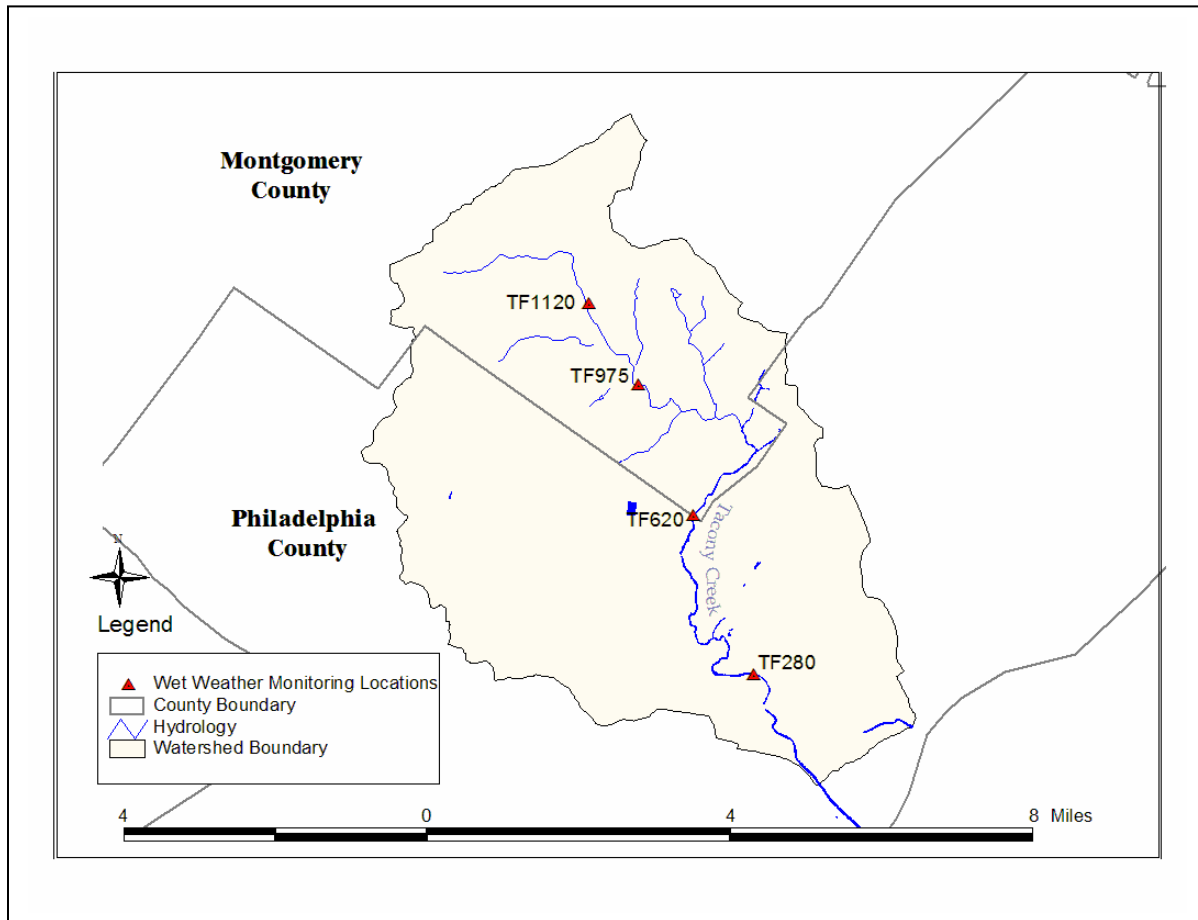 Montgomery
County
TF1120
TF975
Philadelphia
County
TF620
Tacony Creek
N
Legend
TF280
Wet Weather Monitoring Locations
County Boundary
Hydrology
Watershed Boundary
4 0 4 8 Miles